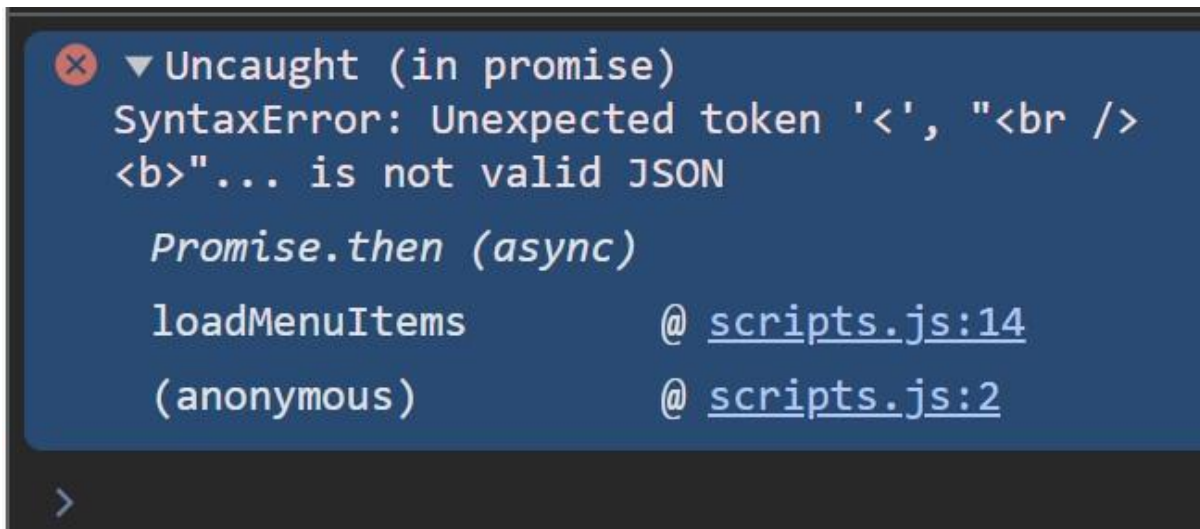 Uncaught (in promise)
SyntaxError: Unexpected token '<', "<br />
<b>"... is not valid JSON
Promise.then (async)
loadMenuItems @ scripts.js:14
(anonymous) @ scripts.js:2
>